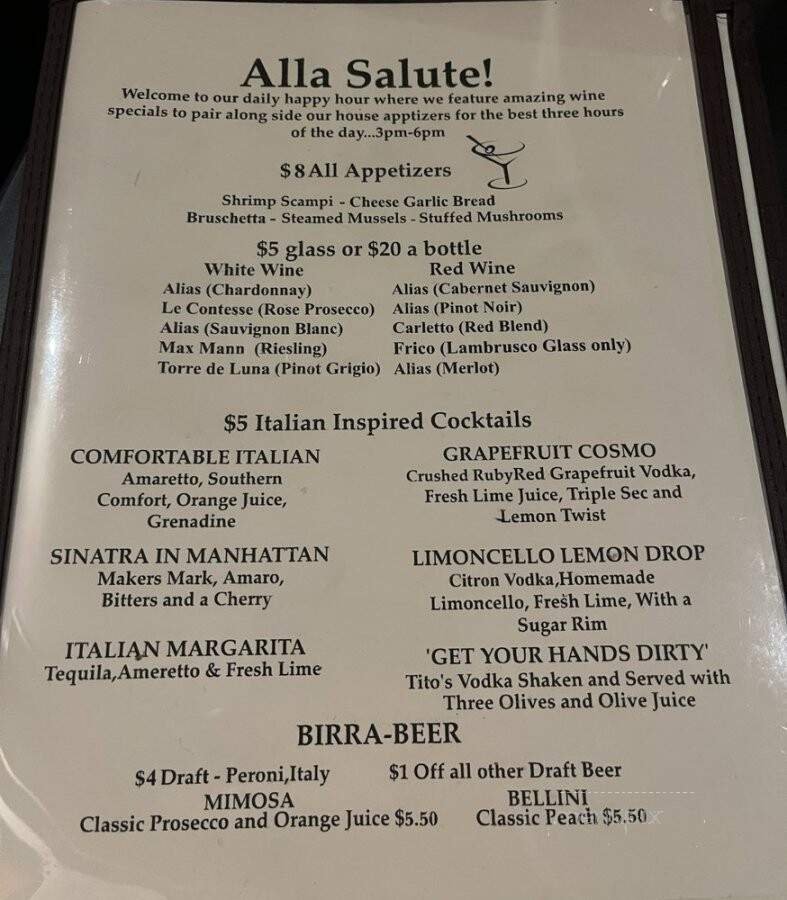 Alla Salute!
Welcome to our daily happy hour where we feature amazing wine
specials to pair along side our house apptizers for the best three hours
of the day...3pm-6pm
$8 All Appetizers
Shrimp Scampi - Cheese Garlic Bread
Bruschetta - Steamed Mussels - Stuffed Mushrooms
$5 glass or $20 a bottle
White Wine Red Wine
Alias (Chardonnay) Alias (Cabernet Sauvignon)
Le Contesse (Rose Prosecco) Alias (Pinot Noir)
Alias (Sauvignon Blanc) Carletto (Red Blend)
Max Mann (Riesling) Frico (Lambrusco Glass only)
Torre de Luna (Pinot Grigio) Alias (Merlot)
$5 Italian Inspired Cocktails
COMFORTABLE ITALIAN
Amaretto, Southern
Comfort, Orange Juice,
Grenadine
GRAPEFRUIT COSMO
Crushed RubyRed Grapefruit Vodka,
Fresh Lime Juice, Triple Sec and
Lemon Twist
SINATRA IN MANHATTAN
Makers Mark, Amaro,
Bitters and a Cherry
LIMONCELLO LEMON DROP
Citron Vodka,Homemade
Limoncello, Fresh Lime, With a
Sugar Rim
ITALIAN MARGARITA
Tequila,Ameretto & Fresh Lime
'GET YOUR HANDS DIRTY'
Tito's Vodka Shaken and Served with
Three Olives and Olive Juice
BIRRA-BEER
$4 Draft - Peroni,Italy $1 Off all other Draft Beer
MIMOSA
Classic Prosecco and Orange Juice $5.50
BELLINI
Classic Peach $5.50